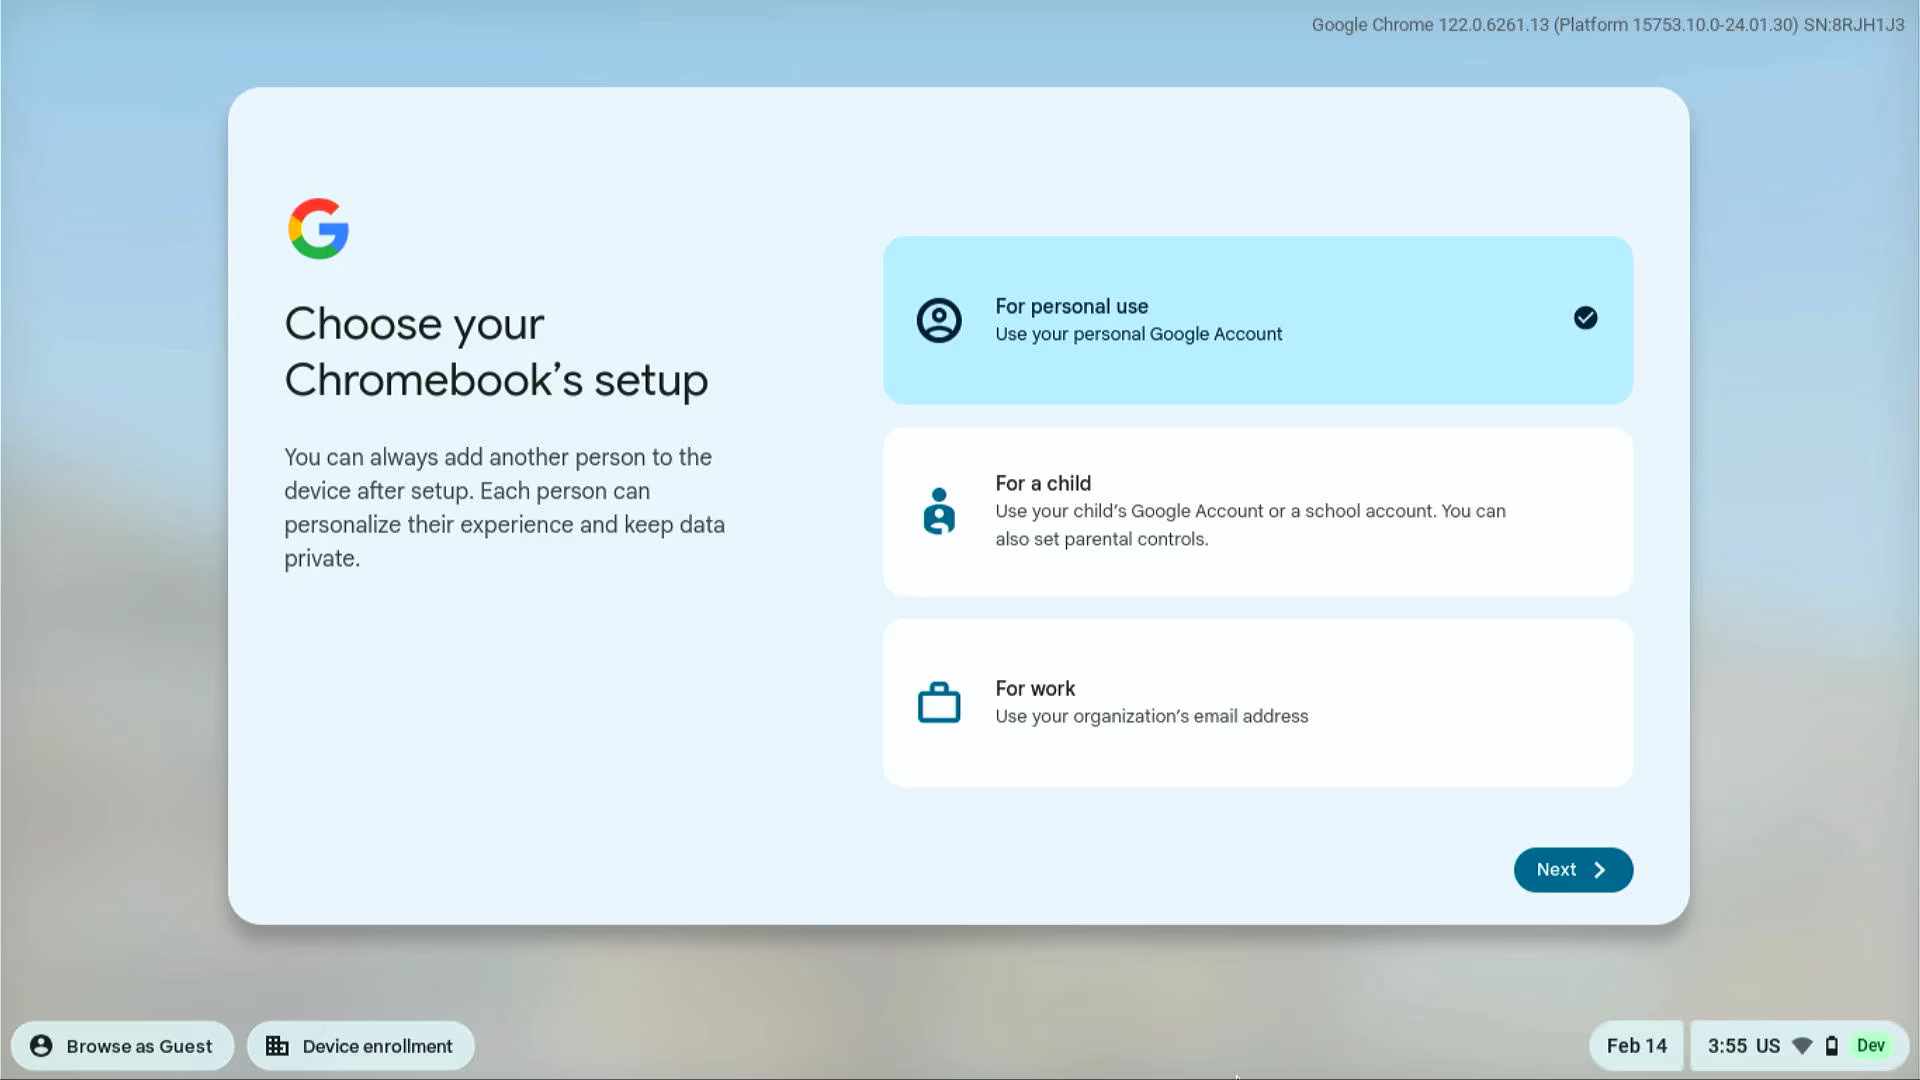 Google Chrome 122.0.6261.13 (Platform 15753.10.0-24.01.30) SN:8RJH1J3
Choose your
Chromebook’s setup
You can always add another person to the
device after setup. Each person can
personalize their experience and keep data
private.
For personal use
Use your personal Google Account
For a child
Use your child’s Google Account or a school account. You can
also set parental controls.
For work
Use your organization’s email address
Next
Browse as Guest
Device enrollment
Feb 14
3:55 US
Dev